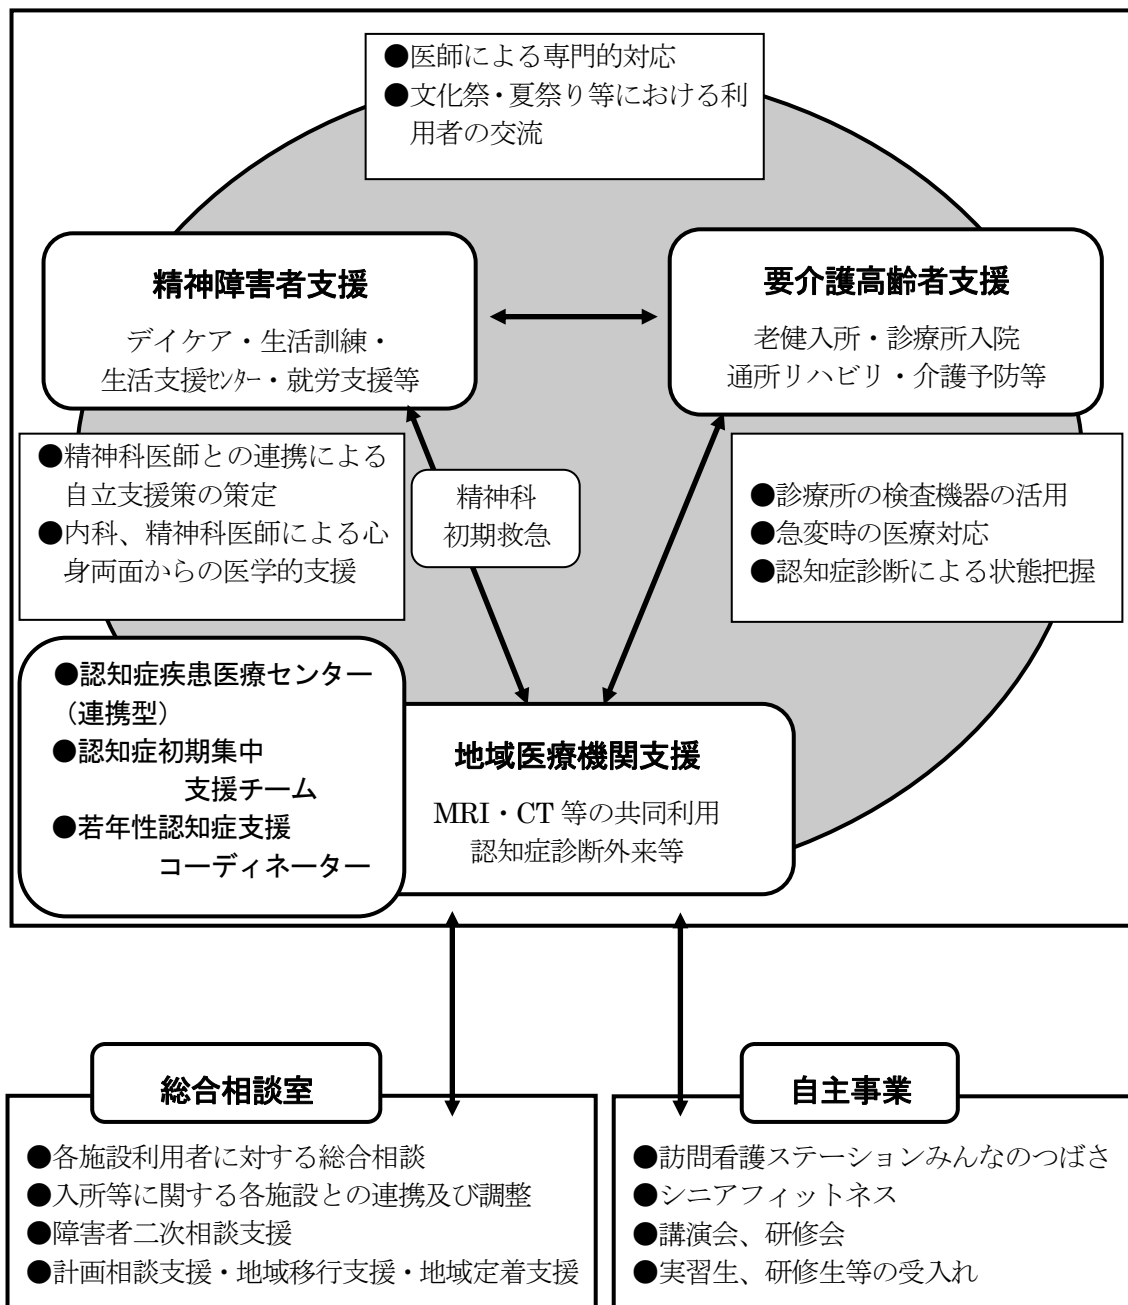 ●医師による専門的対応
●文化祭・夏祭り等における利
用者の交流
精神障害者支援
デイケア・生活訓練・
生活支援ｾﾝﾀｰ・就労支援等
要介護高齢者支援
老健入所・診療所入院
通所リハビリ・介護予防等
●精神科医師との連携による
自立支援策の策定
●内科、精神科医師による心
身両面からの医学的支援
精神科
初期救急
●診療所の検査機器の活用
●急変時の医療対応
●認知症診断による状態把握
●認知症疾患医療センター
（連携型）
●認知症初期集中
支援チーム
●若年性認知症支援
コーディネーター
地域医療機関支援
MRI・CT 等の共同利用
認知症診断外来等
総合相談室
●各施設利用者に対する総合相談
●入所等に関する各施設との連携及び調整
●障害者二次相談支援
●計画相談支援・地域移行支援・地域定着支援
自主事業
●訪問看護ステーションみんなのつばさ
●シニアフィットネス
●講演会、研修会
●実習生、研修生等の受入れ